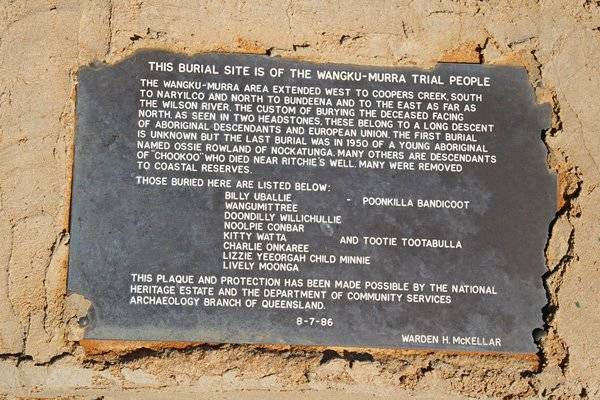 THIS BURIAL SITE IS OF THE WANGKU-MURRA TRIAL PEOPLE
THE WANGKU-MURRA AREA EXTENDED WEST TO COOPERS CREEK, SOUTH
TO NARYILCO AND NORTH TO BUNDEENA AND TO THE EAST AS FAR AS
THE WILSON RIVER. THE CUSTOM OF BURYING THE DECEASED FACING
NORTH, AS SEEN IN TWO HEADSTONES, THESE BELONG TO A LONG DESCENT
OF ABORIGINAL DESCENDANTS AND EUROPEAN UNION. THE FIRST BURIAL
IS UNKNOWN BUT THE LAST BURIAL WAS IN 1950 OF A YOUNG ABORIGINAL
NAMED OSSIE ROWLAND OF NOCKATUNGA. MANY OTHERS ARE DESCENDANTS
OF "CHOOKOO" WHO DIED NEAR RITCHIE'S WELL. MANY WERE REMOVED
TO COASTAL RESERVES.
THOSE BURIED HERE ARE LISTED BELOW:
BILLY UBALLIE - POONKILLA BANDICOOT
WANGUMITTREE
DOONDILLY WILLICHULLIE
NOOLPIE CONBAR
KITTY WATTA AND TOOTIE TOOTABULLA
CHARLIE ONKAREE
LIZZIE YEEORGAH CHILD MINNIE
LIVELY MOONGA
THIS PLAQUE AND PROTECTION HAS BEEN MADE POSSIBLE BY THE NATIONAL
HERITAGE ESTATE AND THE DEPARTMENT OF COMMUNITY SERVICES
ARCHAEOLOGY BRANCH OF QUEENSLAND.
8-7-86
WARDEN H. McKELLAR